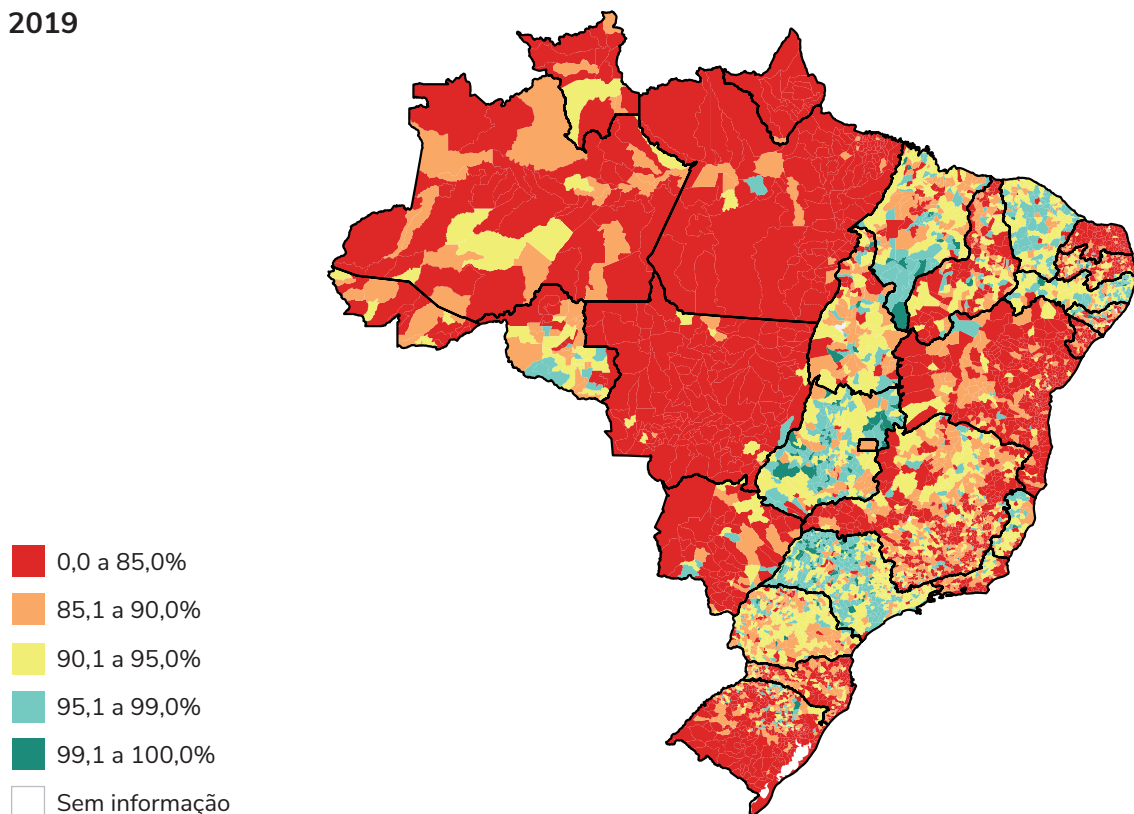 2019
0,0 a 85,0%
85,1 a 90,0%
90,1 a 95,0%
95,1 a 99,0%
99,1 a 100,0%
Sem informação